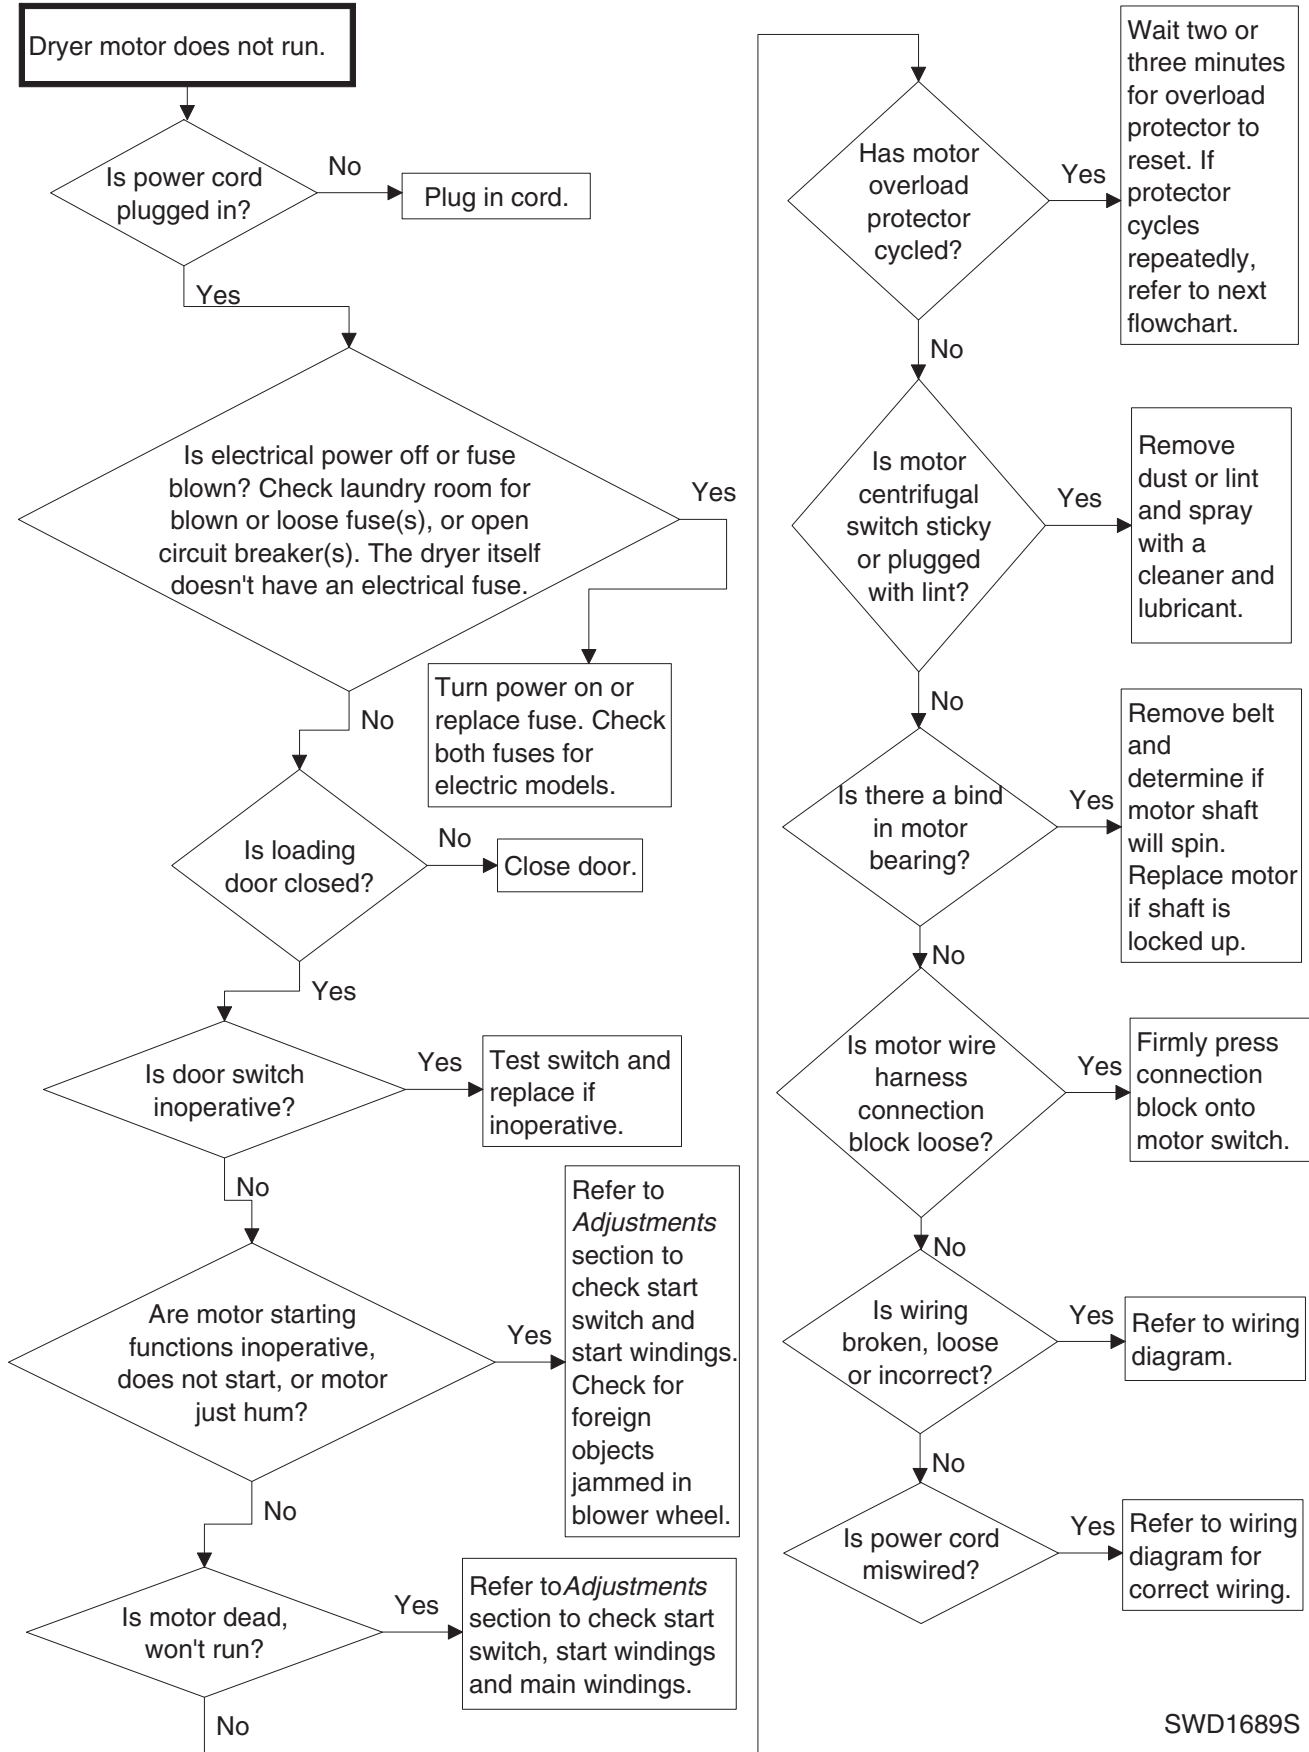 Dryer motor does not run.
Is power cord
plugged in?
No
Plug in cord.
Yes
Is electrical power off or fuse
blown? Check laundry room for
blown or loose fuse(s), or open
circuit breaker(s). The dryer itself
doesn't have an electrical fuse.
Yes
Turn power on or
replace fuse. Check
both fuses for
electric models.
No
Is loading
door closed?
No
Close door.
Yes
Is door switch
inoperative?
Yes
Test switch and
replace if
inoperative.
No
Are motor starting
functions inoperative,
does not start, or motor
just hum?
Yes
Refer to
Adjustments
section to
check start
switch and
start windings.
Check for
foreign
objects
jammed in
blower wheel.
No
Is motor dead,
won't run?
Yes
Refer to Adjustments
section to check start
switch, start windings
and main windings.
No
Has motor
overload
protector
cycled?
Yes
Wait two or
three minutes
for overload
protector to
reset. If
protector
cycles
repeatedly,
refer to next
flowchart.
No
Is motor
centrifugal
switch sticky
or plugged
with lint?
Yes
Remove
dust or lint
and spray
with a
cleaner and
lubricant.
No
Is there a bind
in motor
bearing?
Yes
Remove belt
and
determine if
motor shaft
will spin.
Replace motor
if shaft is
locked up.
No
Is motor wire
harness
connection
block loose?
Yes
Firmly press
connection
block onto
motor switch.
No
Is wiring
broken, loose
or incorrect?
Yes
Refer to wiring
diagram.
No
Is power cord
miswired?
Yes
Refer to wiring
diagram for
correct wiring.
SWD1689S